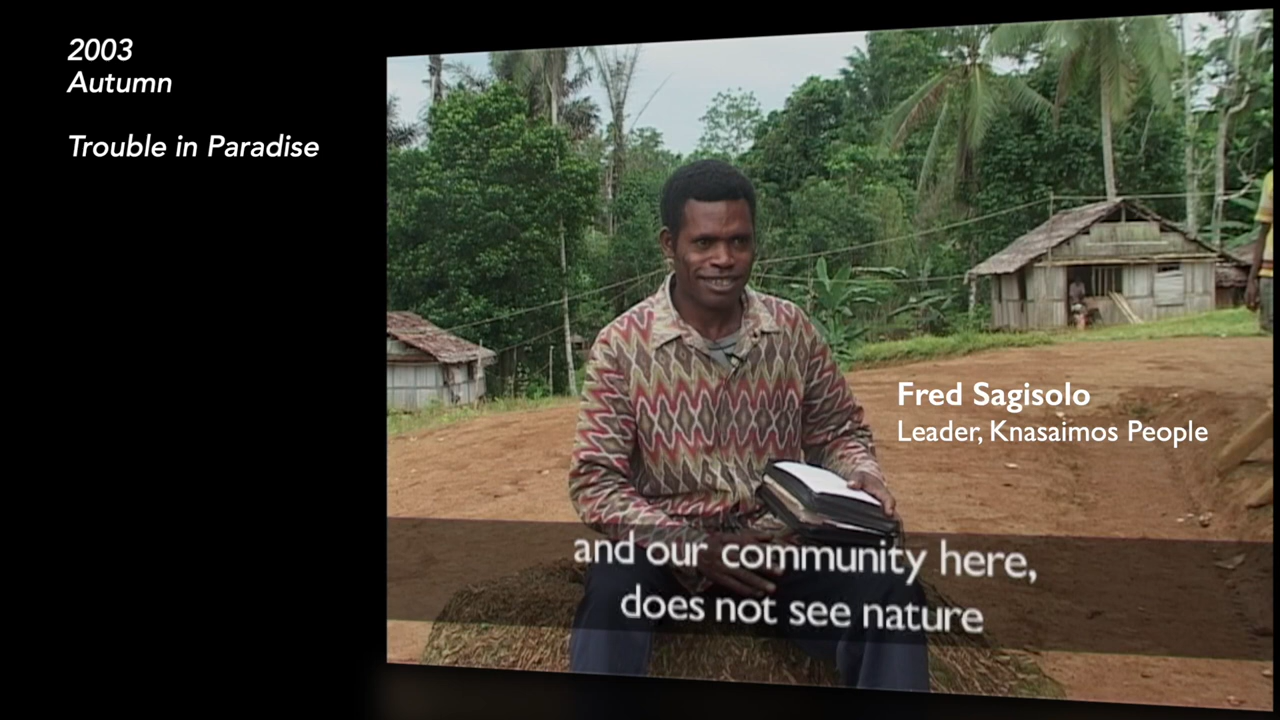 2003
Autumn
Trouble in Paradise
Fred Sagisolo
Leader, Knasaimos People
and our community here,
does not see nature